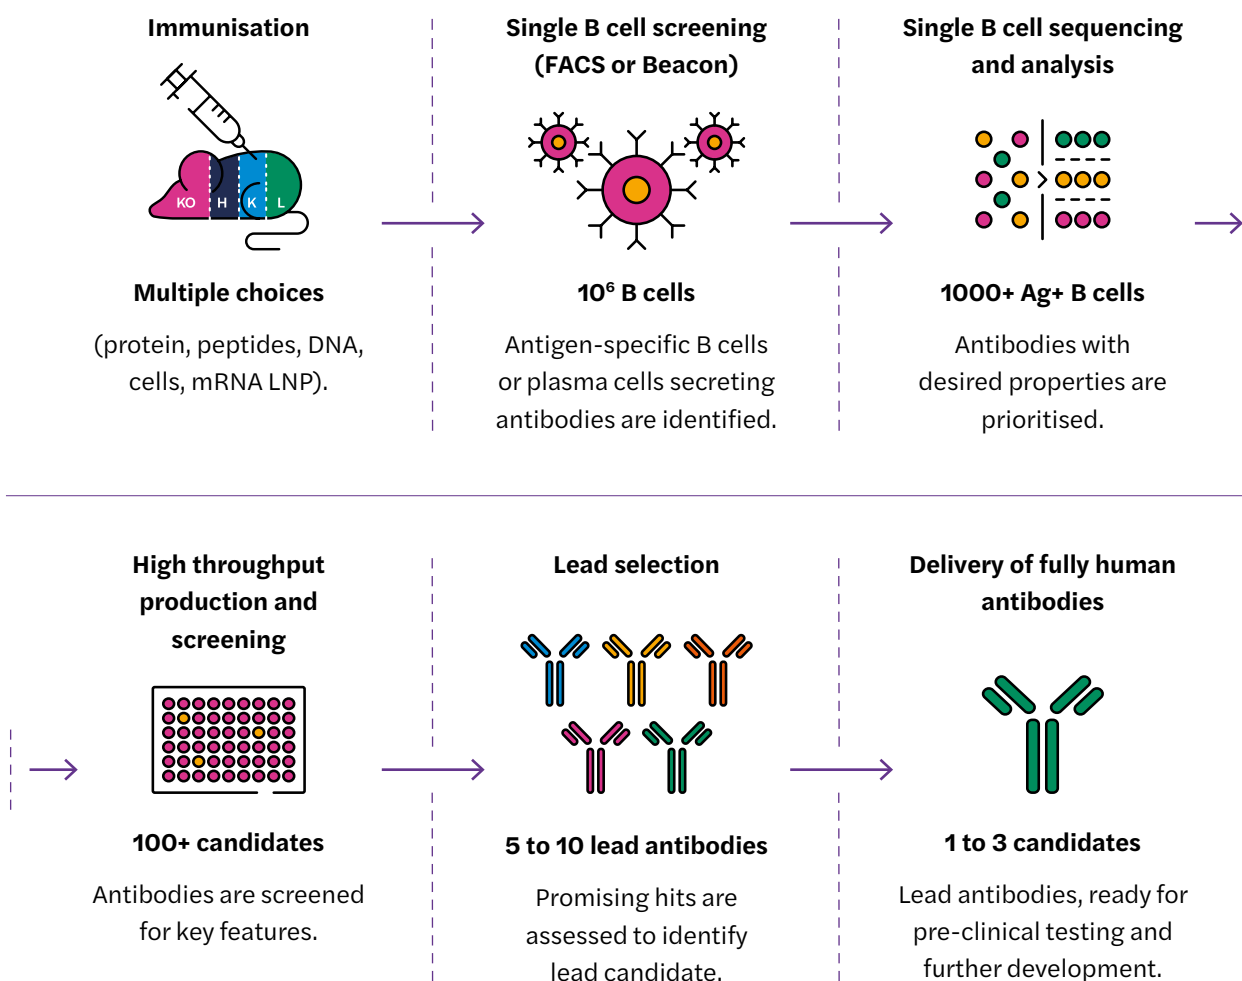 Immunisation
KO H K L
Multiple choices
(protein, peptides, DNA,
cells, mRNA LNP).
Single B cell screening
(FACS or Beacon)
10⁶ B cells
Antigen-specific B cells
or plasma cells secreting
antibodies are identified.
Single B cell sequencing
and analysis
1000+ Ag+ B cells
Antibodies with
desired properties are
prioritised.
High throughput
production and
screening
100+ candidates
Antibodies are screened
for key features.
Lead selection
5 to 10 lead antibodies
Promising hits are
assessed to identify
lead candidate.
Delivery of fully human
antibodies
1 to 3 candidates
Lead antibodies, ready for
pre-clinical testing and
further development.